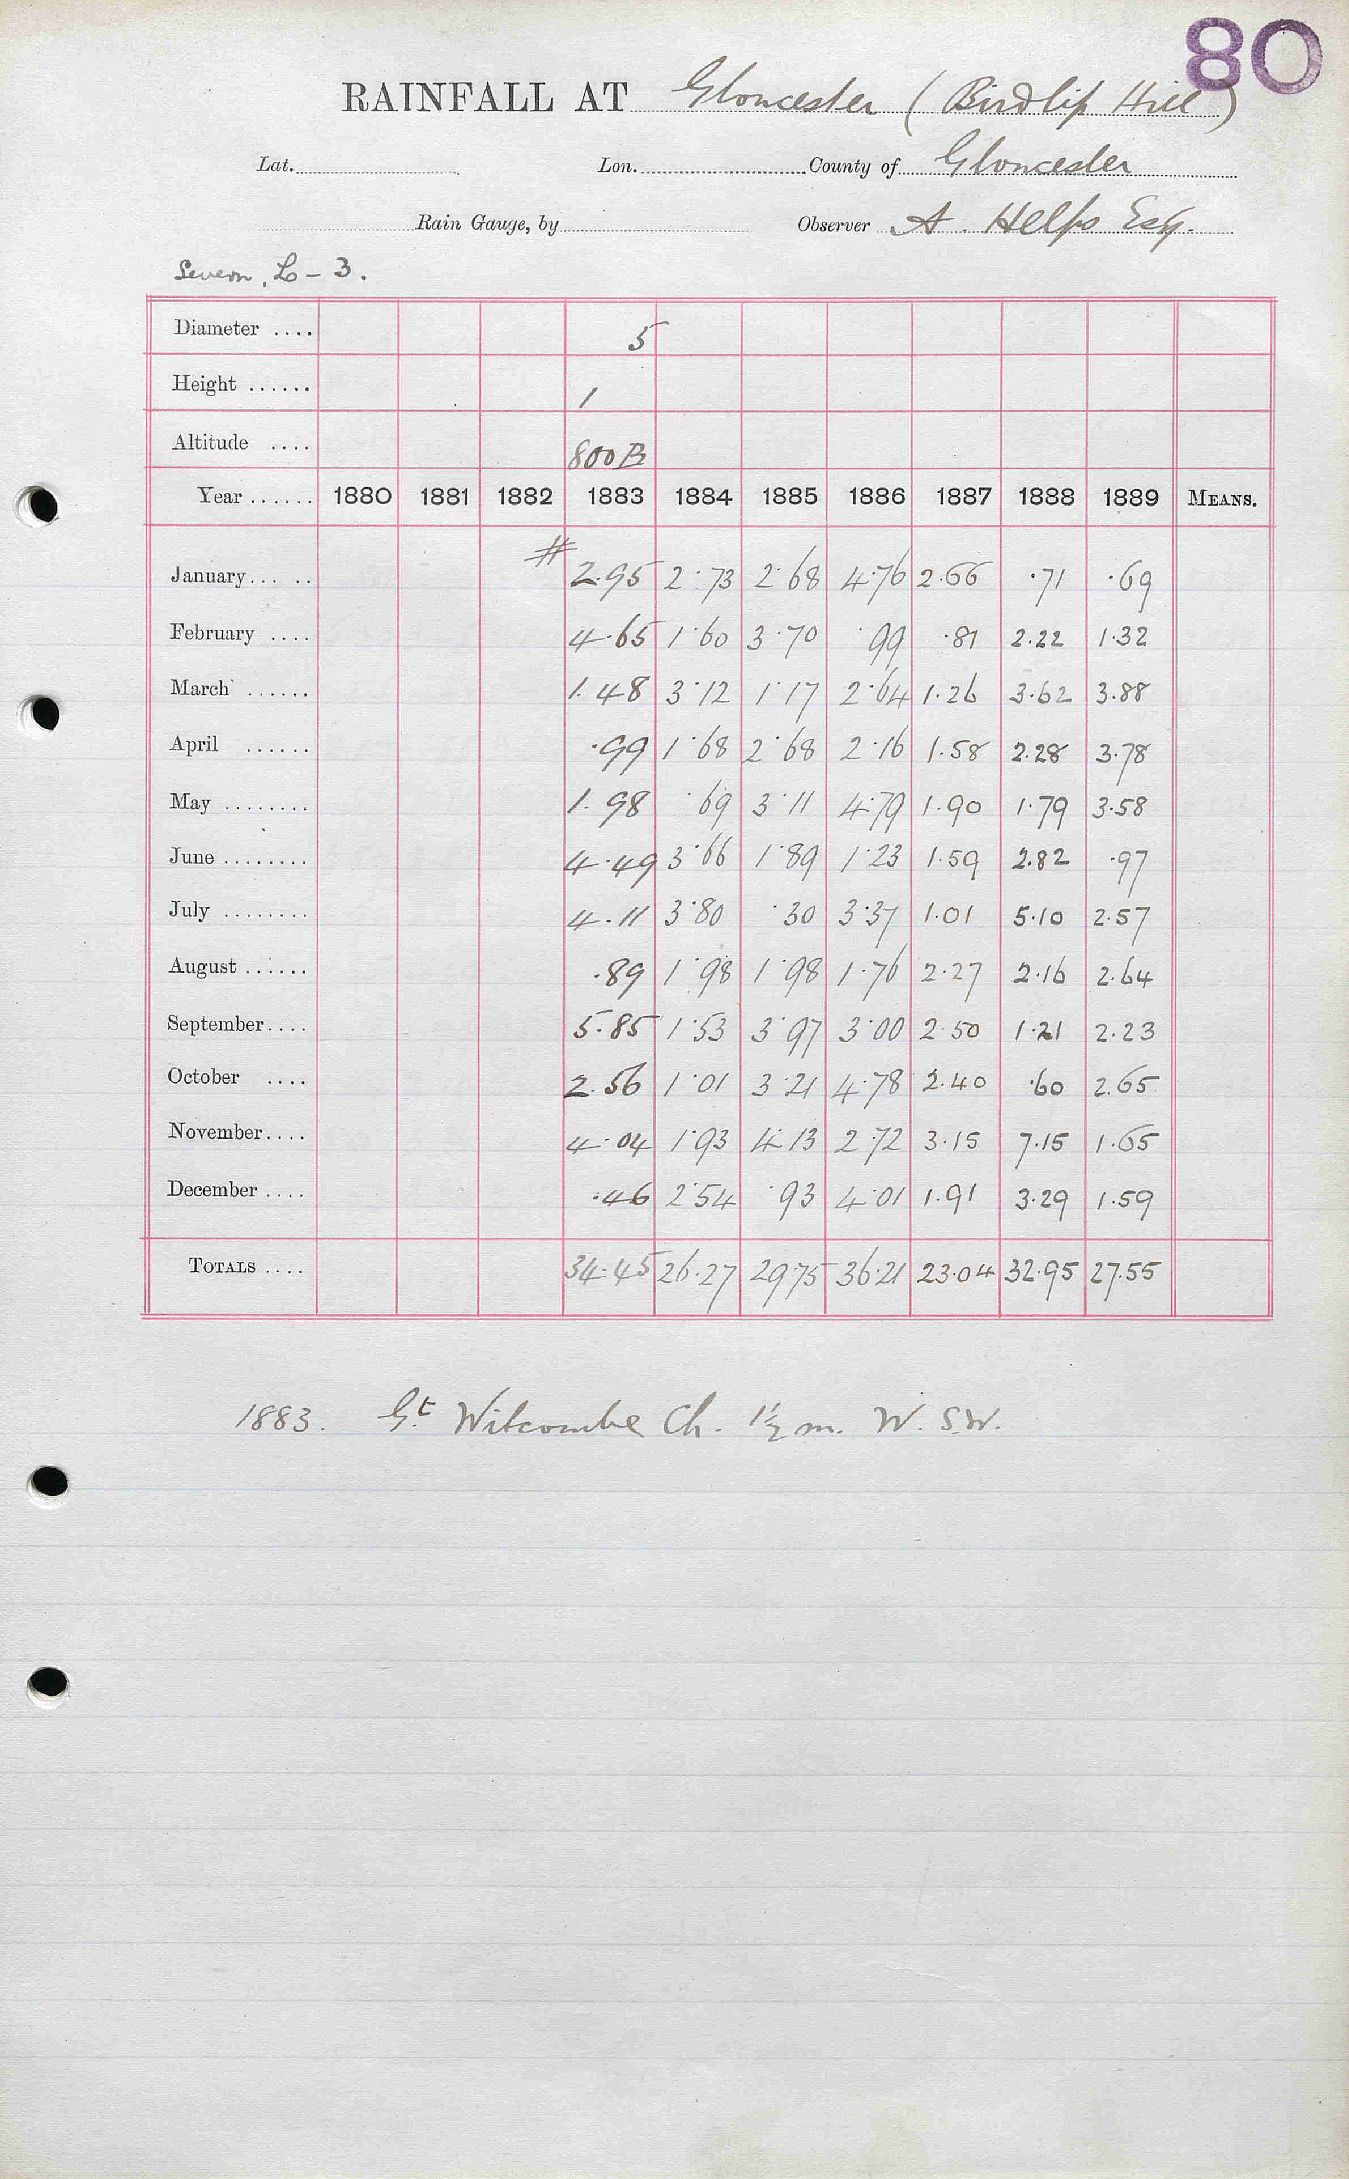 80
RAINFALL AT Gloucester (Birdlip Hill)
Lat. Lon. County of Gloucester
Rain Gauge, by Observer A. Helps Esq.
Severn, L - 3.
Diameter .... 5
Height ...... 1
Altitude .... 800 B
Year ...... 1880 1881 1882 1883 1884 1885 1886 1887 1888 1889 MEANS.
January ... .. # 2.95 2.73 2.68 4.76 2.66 .71 .69
February .... 4.65 1.60 3.70 .99 .81 2.22 1.32
March ...... 1.48 3.12 1.17 2.64 1.26 3.62 3.88
April ...... .99 1.68 2.68 2.16 1.58 2.28 3.78
May ........ 1.98 .69 3.11 4.79 1.90 1.79 3.58
June ........ 4.49 3.66 1.89 1.23 1.59 2.82 .97
July ........ 4.11 3.80 .30 3.37 1.01 5.10 2.57
August ...... .89 1.98 1.98 1.76 2.27 2.16 2.64
September.... 5.85 1.53 3.97 3.00 2.50 1.21 2.23
October .... 2.56 1.01 3.21 4.78 2.40 .60 2.65
November.... 4.04 1.93 4.13 2.72 3.15 7.15 1.65
December .... .46 2.54 .93 4.01 1.91 3.29 1.59
TOTALS .... 34.45 26.27 29.75 36.21 23.04 32.95 27.55
1883. Gt Witcombe Ch. 1½ m. W. S.W.